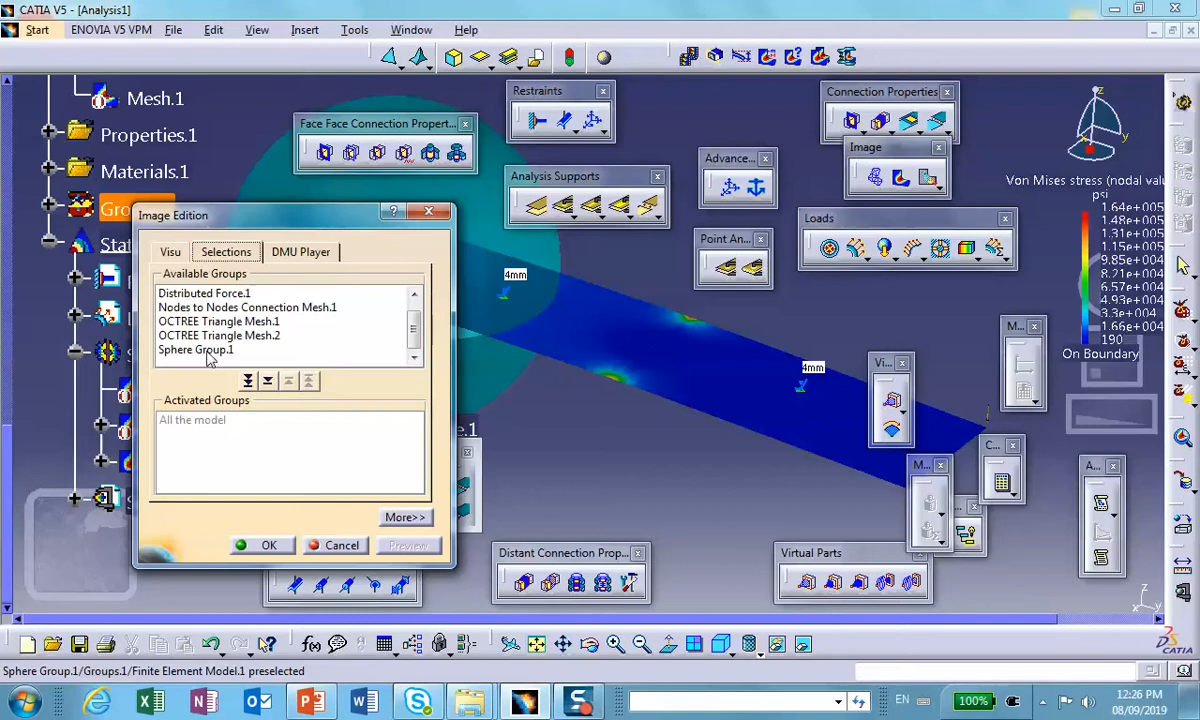 CATIA V5 - [Analysis1]
Start
ENOVIA V5 VPM
File
Edit
View
Insert
Tools
Window
Help
Mesh.1
Properties.1
Materials.1
Gro
Stat
Face Face Connection Propert...
Restraints
Analysis Supports
Advance...
Point An...
Connection Properties
Image
Loads
Von Mises stress (nodal valu
psi
1.64e+005
1.48e+005
1.31e+005
1.15e+005
9.85e+004
8.21e+004
6.57e+004
4.93e+004
3.3e+004
1.66e+004
190
On Boundary
z
y
x
4mm
4mm
Image Edition
?
Visu
Selections
DMU Player
Available Groups
Distributed Force.1
Nodes to Nodes Connection Mesh.1
OCTREE Triangle Mesh.1
OCTREE Triangle Mesh.2
Sphere Group.1
Activated Groups
All the model
More>>
OK
Cancel
Preview
Vi...
M...
C...
M...
A...
Distant Connection Prop...
Virtual Parts
CATIA
Sphere Group.1/Groups.1/Finite Element Model.1 preselected
EN
100%
12:26 PM
08/09/2019